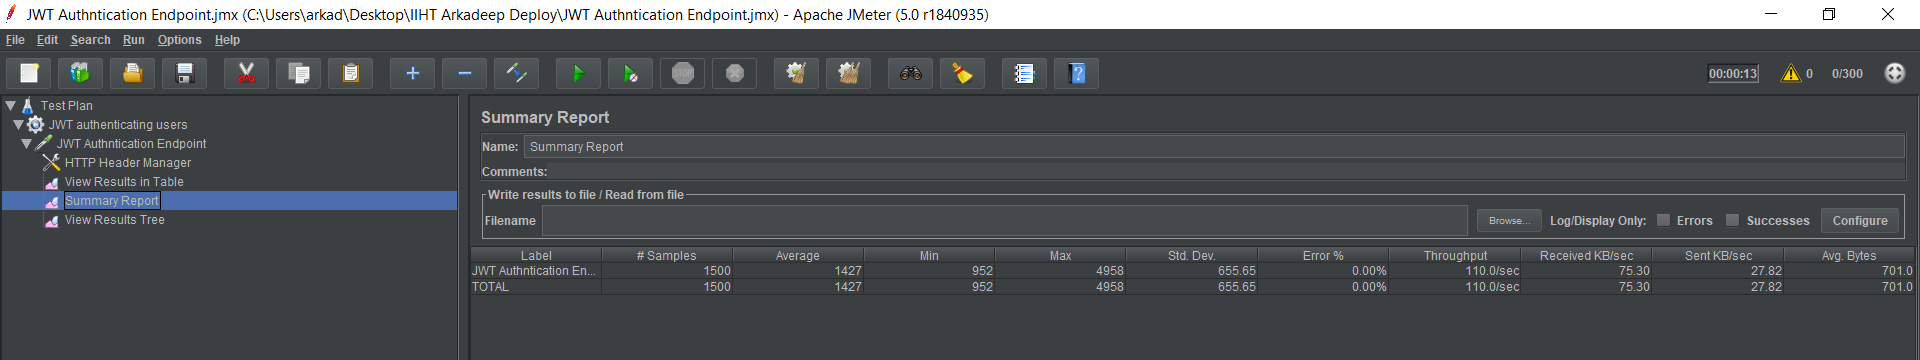 JWT Authntication Endpoint.jmx (C:\Users\arkad\Desktop\IIHT Arkadeep Deploy\JWT Authntication Endpoint.jmx) - Apache JMeter (5.0 r1840935)
File Edit Search Run Options Help
STOP 00:00:13 0 0/300
Test Plan
JWT authenticating users
JWT Authntication Endpoint
HTTP Header Manager
View Results in Table
Summary Report
View Results Tree
Summary Report
Name: Summary Report
Comments:
Write results to file / Read from file
Filename Browse... Log/Display Only: Errors Successes Configure
Label # Samples Average Min Max Std. Dev. Error % Throughput Received KB/sec Sent KB/sec Avg. Bytes
JWT Authntication En... 1500 1427 952 4958 655.65 0.00% 110.0/sec 75.30 27.82 701.0
TOTAL 1500 1427 952 4958 655.65 0.00% 110.0/sec 75.30 27.82 701.0